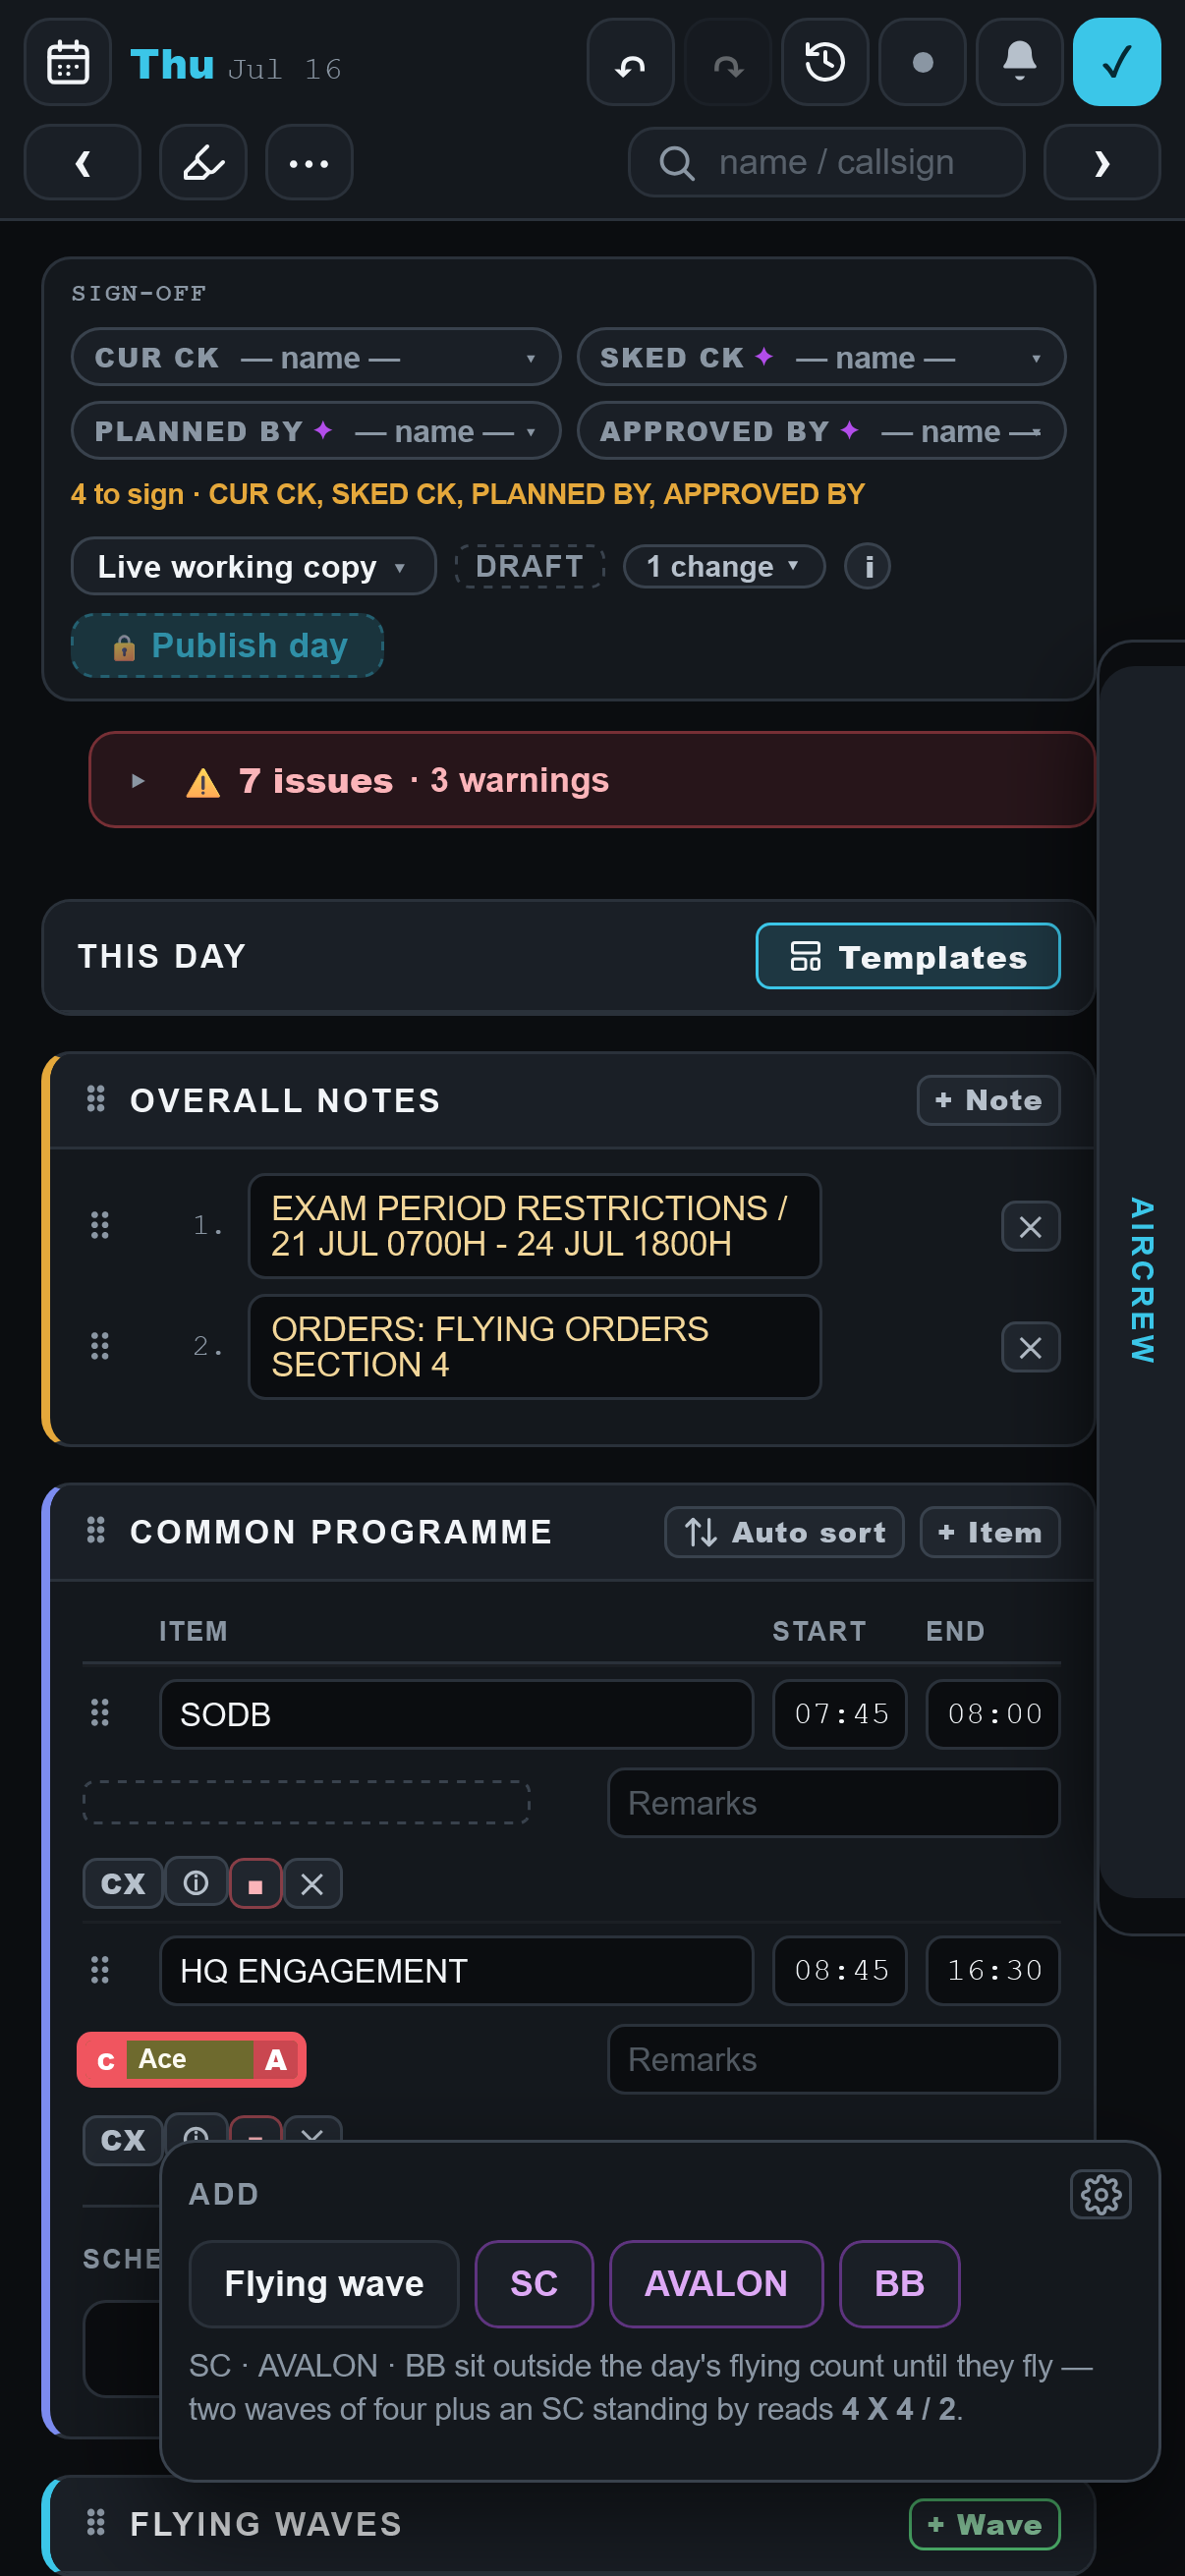 Thu Jul 16
name / callsign
SIGN-OFF
CUR CK — name —
SKED CK — name —
PLANNED BY — name —
APPROVED BY — name —
4 to sign · CUR CK, SKED CK, PLANNED BY, APPROVED BY
Live working copy
DRAFT
1 change
i
Publish day
7 issues · 3 warnings
THIS DAY
Templates
OVERALL NOTES
+ Note
1. EXAM PERIOD RESTRICTIONS /
21 JUL 0700H - 24 JUL 1800H
2. ORDERS: FLYING ORDERS
SECTION 4
AIRCREW
COMMON PROGRAMME
Auto sort
+ Item
ITEM START END
SODB 07:45 08:00
Remarks
CX
HQ ENGAGEMENT 08:45 16:30
c Ace A
Remarks
CX
SCHE
ADD
Flying wave
SC
AVALON
BB
SC · AVALON · BB sit outside the day's flying count until they fly —
two waves of four plus an SC standing by reads 4 X 4 / 2.
FLYING WAVES
+ Wave